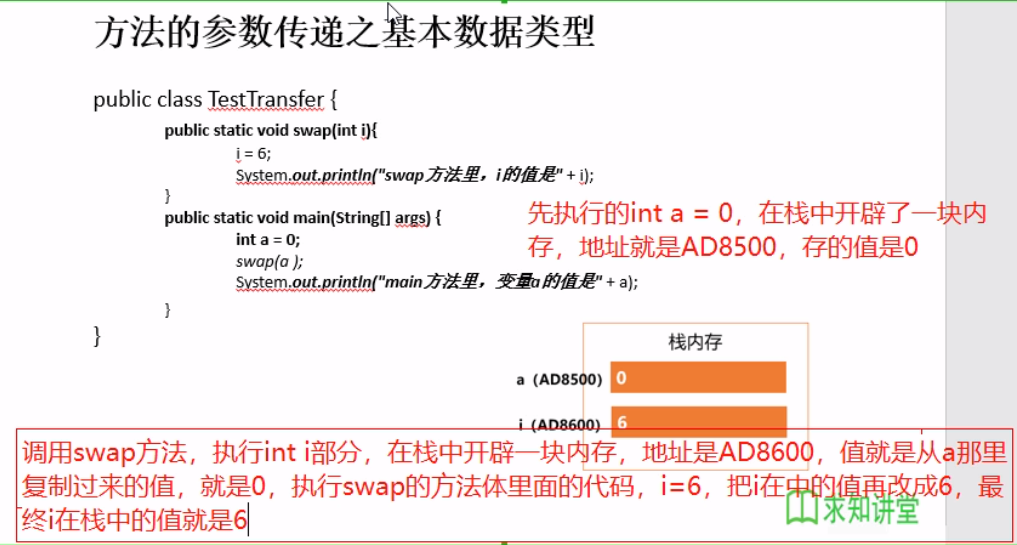 方法的参数传递之基本数据类型
public class TestTransfer {
public static void swap(int i){
i = 6;
System.out.println("swap方法里，i的值是" + i);
}
public static void main(String[] args) {
int a = 0;
swap(a );
System.out.println("main方法里，变量a的值是" + a);
}
}
先执行的int a = 0，在栈中开辟了一块内
存，地址就是AD8500，存的值是0
栈内存
a（AD8500） 0
i（AD8600） 6
调用swap方法，执行int i部分，在栈中开辟一块内存，地址是AD8600，值就是从a那里
复制过来的值，就是0，执行swap的方法体里面的代码，i=6，把i在中的值再改成6，最
终i在栈中的值就是6
求知讲堂